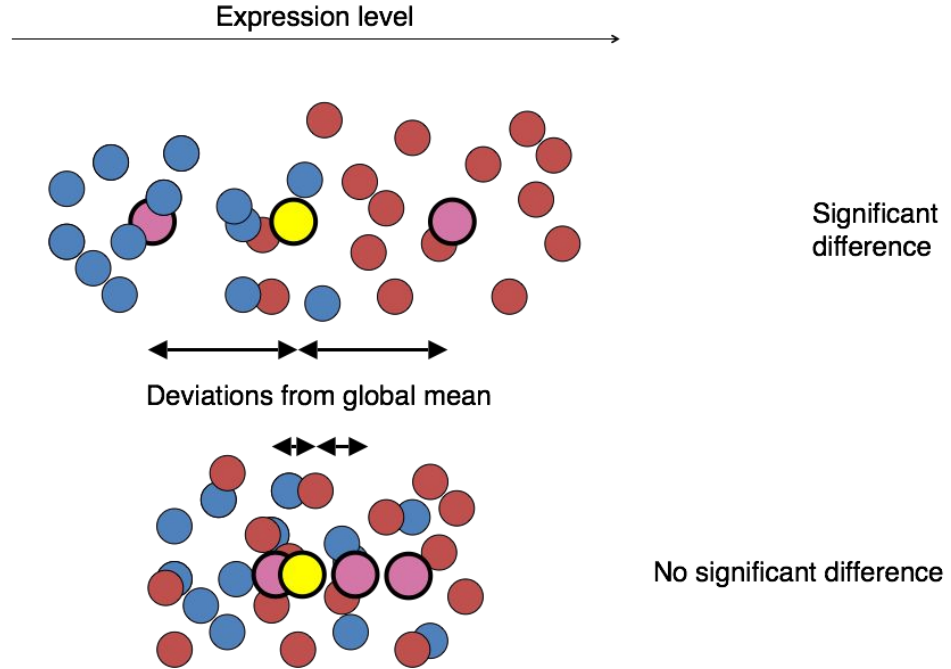 Expression level
Significant
difference
Deviations from global mean
No significant difference